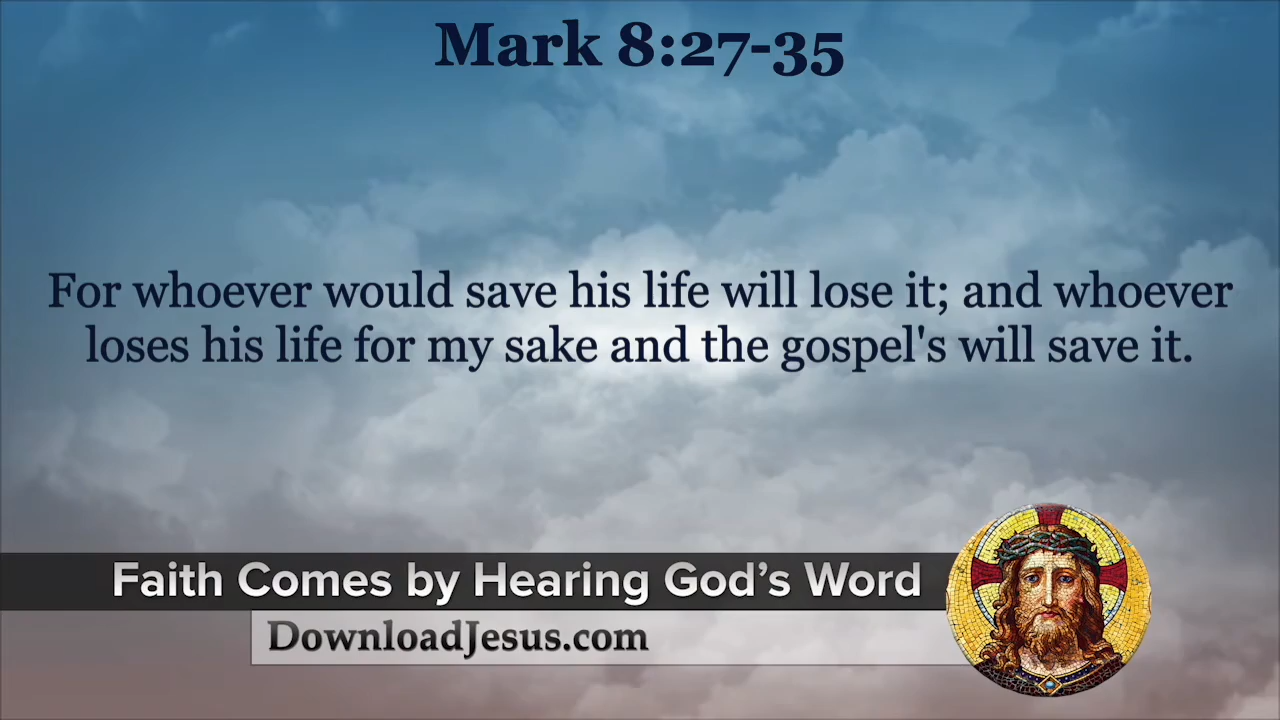 Mark 8:27-35
For whoever would save his life will lose it; and whoever
loses his life for my sake and the gospel's will save it.
Faith Comes by Hearing God’s Word
DownloadJesus.com